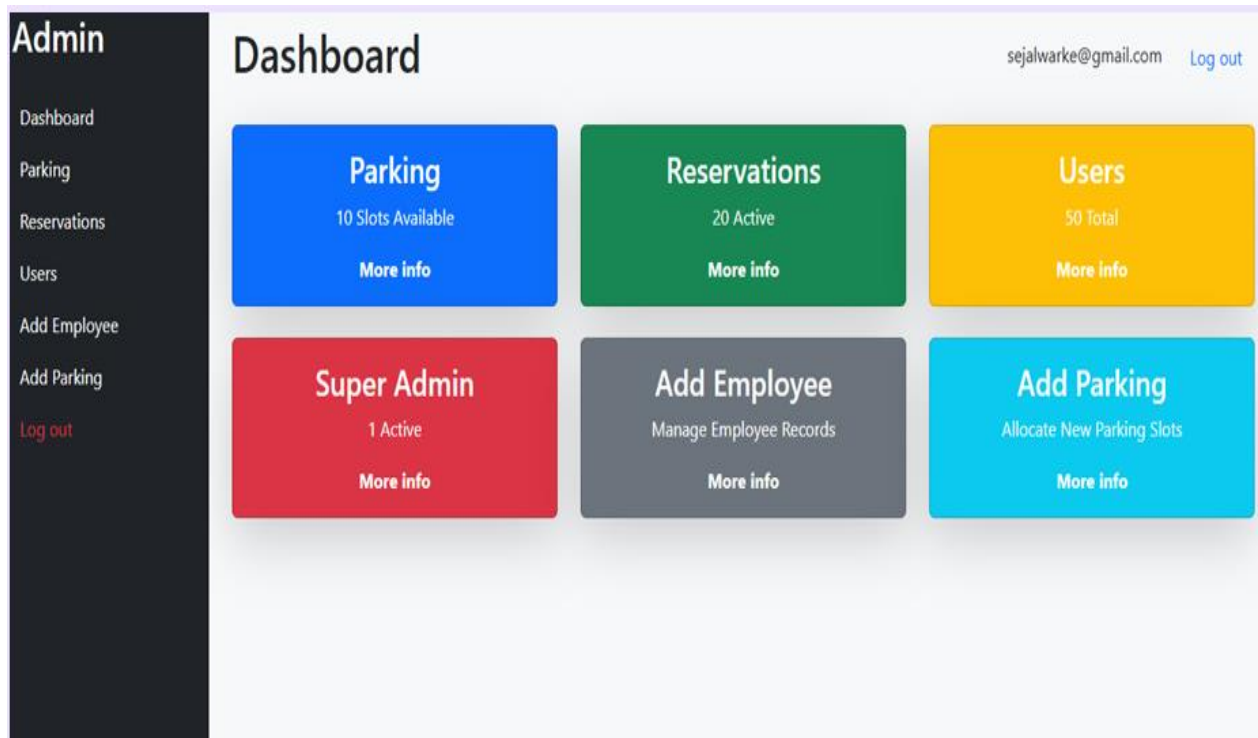 Admin
Dashboard
Parking
Reservations
Users
Add Employee
Add Parking
Log out
Dashboard
sejalwarke@gmail.com
Log out
Parking
10 Slots Available
More info
Reservations
20 Active
More info
Users
50 Total
More info
Super Admin
1 Active
More info
Add Employee
Manage Employee Records
More info
Add Parking
Allocate New Parking Slots
More info